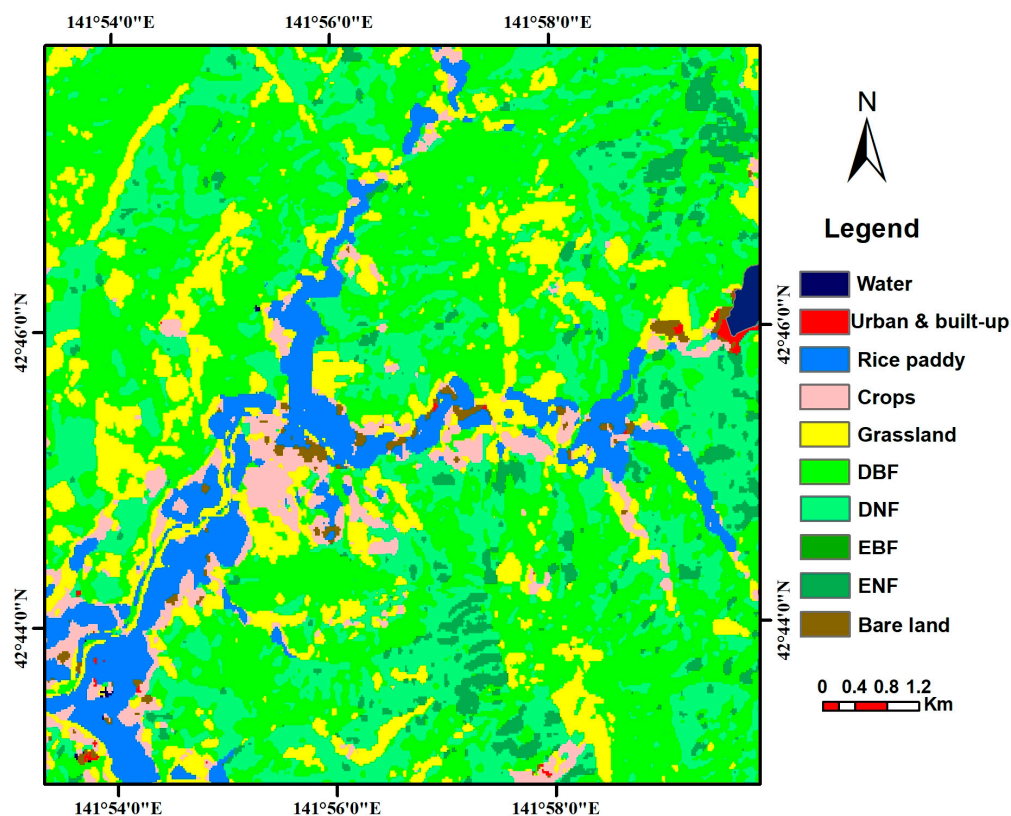 141°54'0"E 141°56'0"E 141°58'0"E
N
Legend
Water
Urban & built-up
Rice paddy
Crops
Grassland
DBF
DNF
EBF
ENF
Bare land
0 0.4 0.8 1.2
Km
42°46'0"N
42°44'0"N
42°46'0"N
42°44'0"N
141°54'0"E 141°56'0"E 141°58'0"E